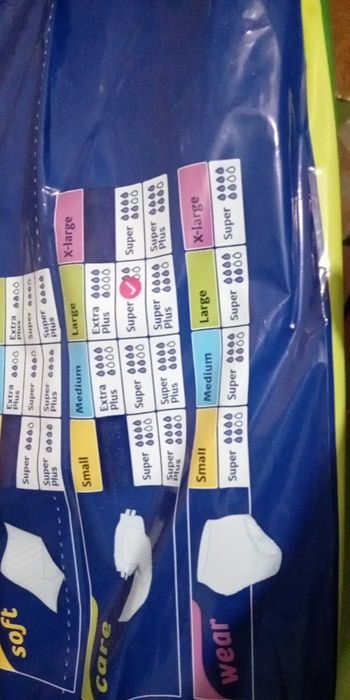 soft
Extra Extra
Plus Plus
Super Super Super
Super Super Super
Plus Plus Plus
care
Small Medium Large X-large
Extra Extra
Plus Plus
Super Super Super Super
Super Super Super Super
Plus Plus Plus Plus
wear
Small Medium Large X-large
Super Super Super Super